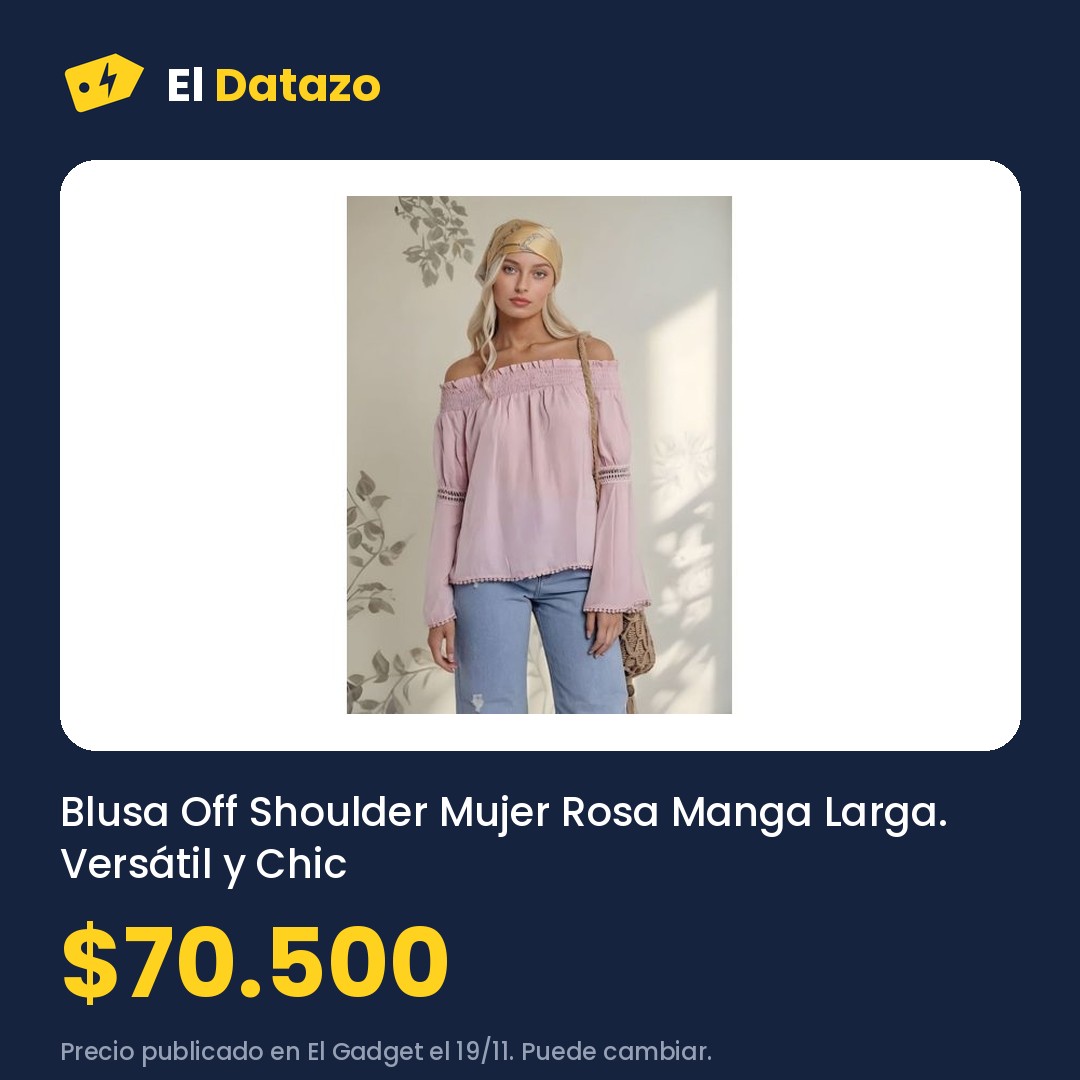 El Datazo
Blusa Off Shoulder Mujer Rosa Manga Larga.
Versátil y Chic
$70.500
Precio publicado en El Gadget el 19/11. Puede cambiar.